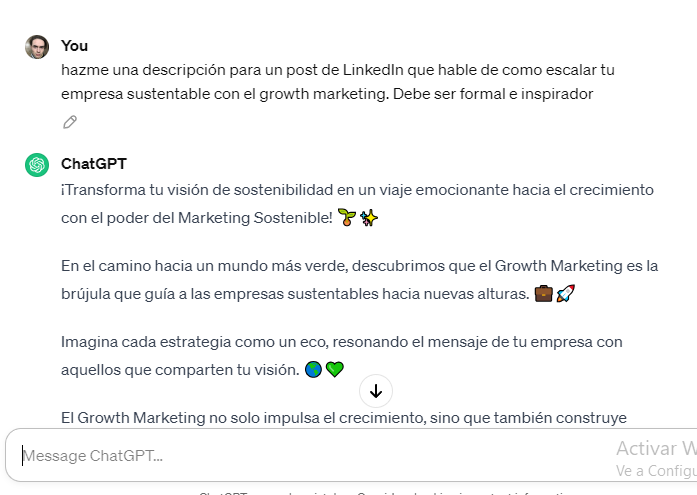 You
hazme una descripción para un post de LinkedIn que hable de como escalar tu
empresa sustentable con el growth marketing. Debe ser formal e inspirador
ChatGPT
¡Transforma tu visión de sostenibilidad en un viaje emocionante hacia el crecimiento
con el poder del Marketing Sostenible! 🌱✨
En el camino hacia un mundo más verde, descubrimos que el Growth Marketing es la
brújula que guía a las empresas sustentables hacia nuevas alturas. 💼🚀
Imagina cada estrategia como un eco, resonando el mensaje de tu empresa con
aquellos que comparten tu visión. 🌎💚
El Growth Marketing no solo impulsa el crecimiento, sino que también construye
Message ChatGPT...
Activar W
Ve a Configu